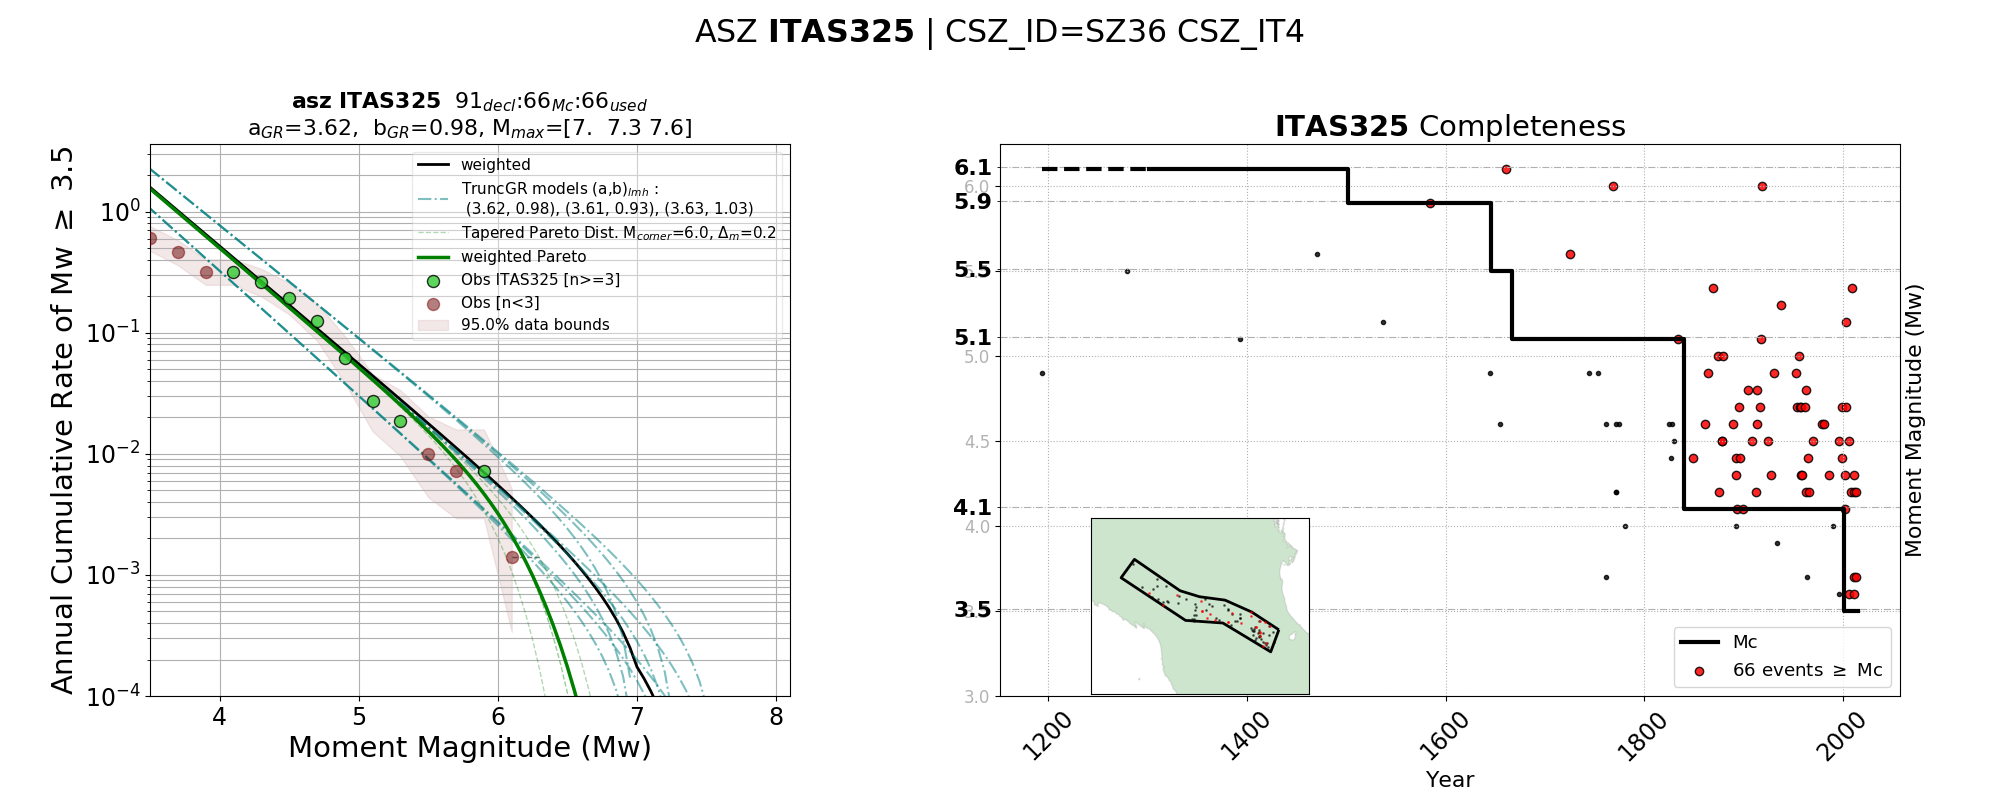 ASZ ITAS325 | CSZ_ID=SZ36 CSZ_IT4
asz ITAS325 91decl:66Mc:66used
aGR=3.62, bGR=0.98, Mmax=[7. 7.3 7.6]
Annual Cumulative Rate of Mw ≥ 3.5
10^0
10^-1
10^-2
10^-3
10^-4
4 5 6 7 8
Moment Magnitude (Mw)
weighted
TruncGR models (a,b)lmh :
(3.62, 0.98), (3.61, 0.93), (3.63, 1.03)
Tapered Pareto Dist. Mcorner=6.0, Δm=0.2
weighted Pareto
Obs ITAS325 [n>=3]
Obs [n<3]
95.0% data bounds
ITAS325 Completeness
6.1
6.0
5.9
5.5
5.1
5.0
4.5
4.1
4.0
3.5
3.0
1200 1400 1600 1800 2000
Year
Moment Magnitude (Mw)
Mc
66 events ≥ Mc